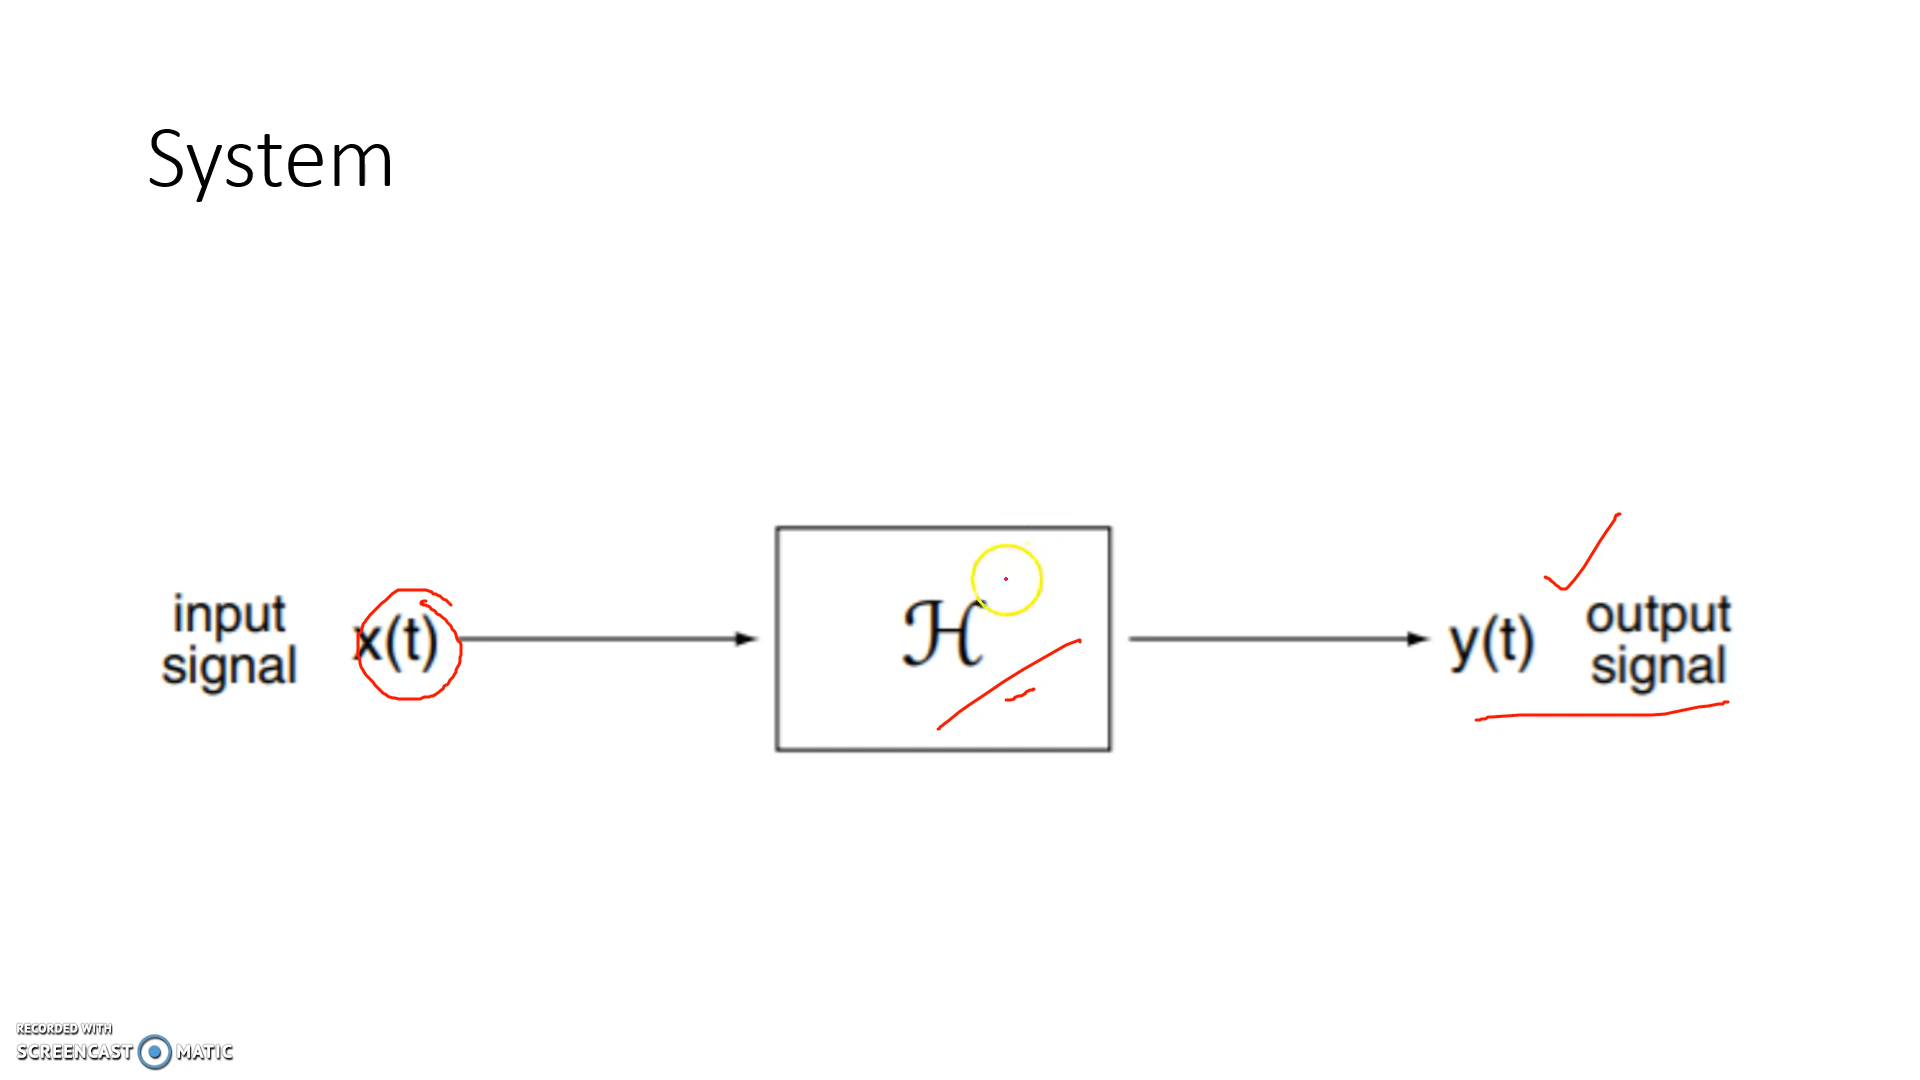 System
input
signal
x(t)
ℋ
y(t)
output
signal
RECORDED WITH
SCREENCAST MATIC